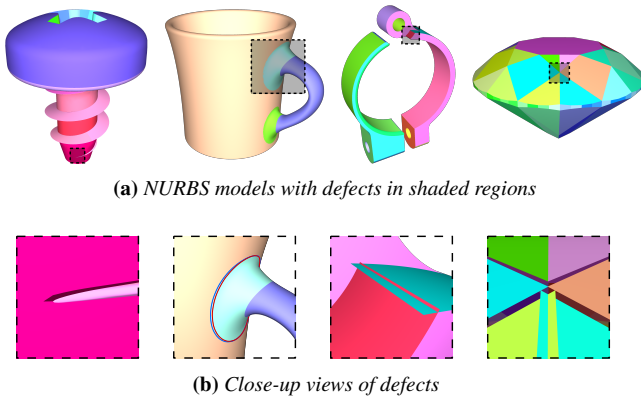 (a) NURBS models with defects in shaded regions
(b) Close-up views of defects